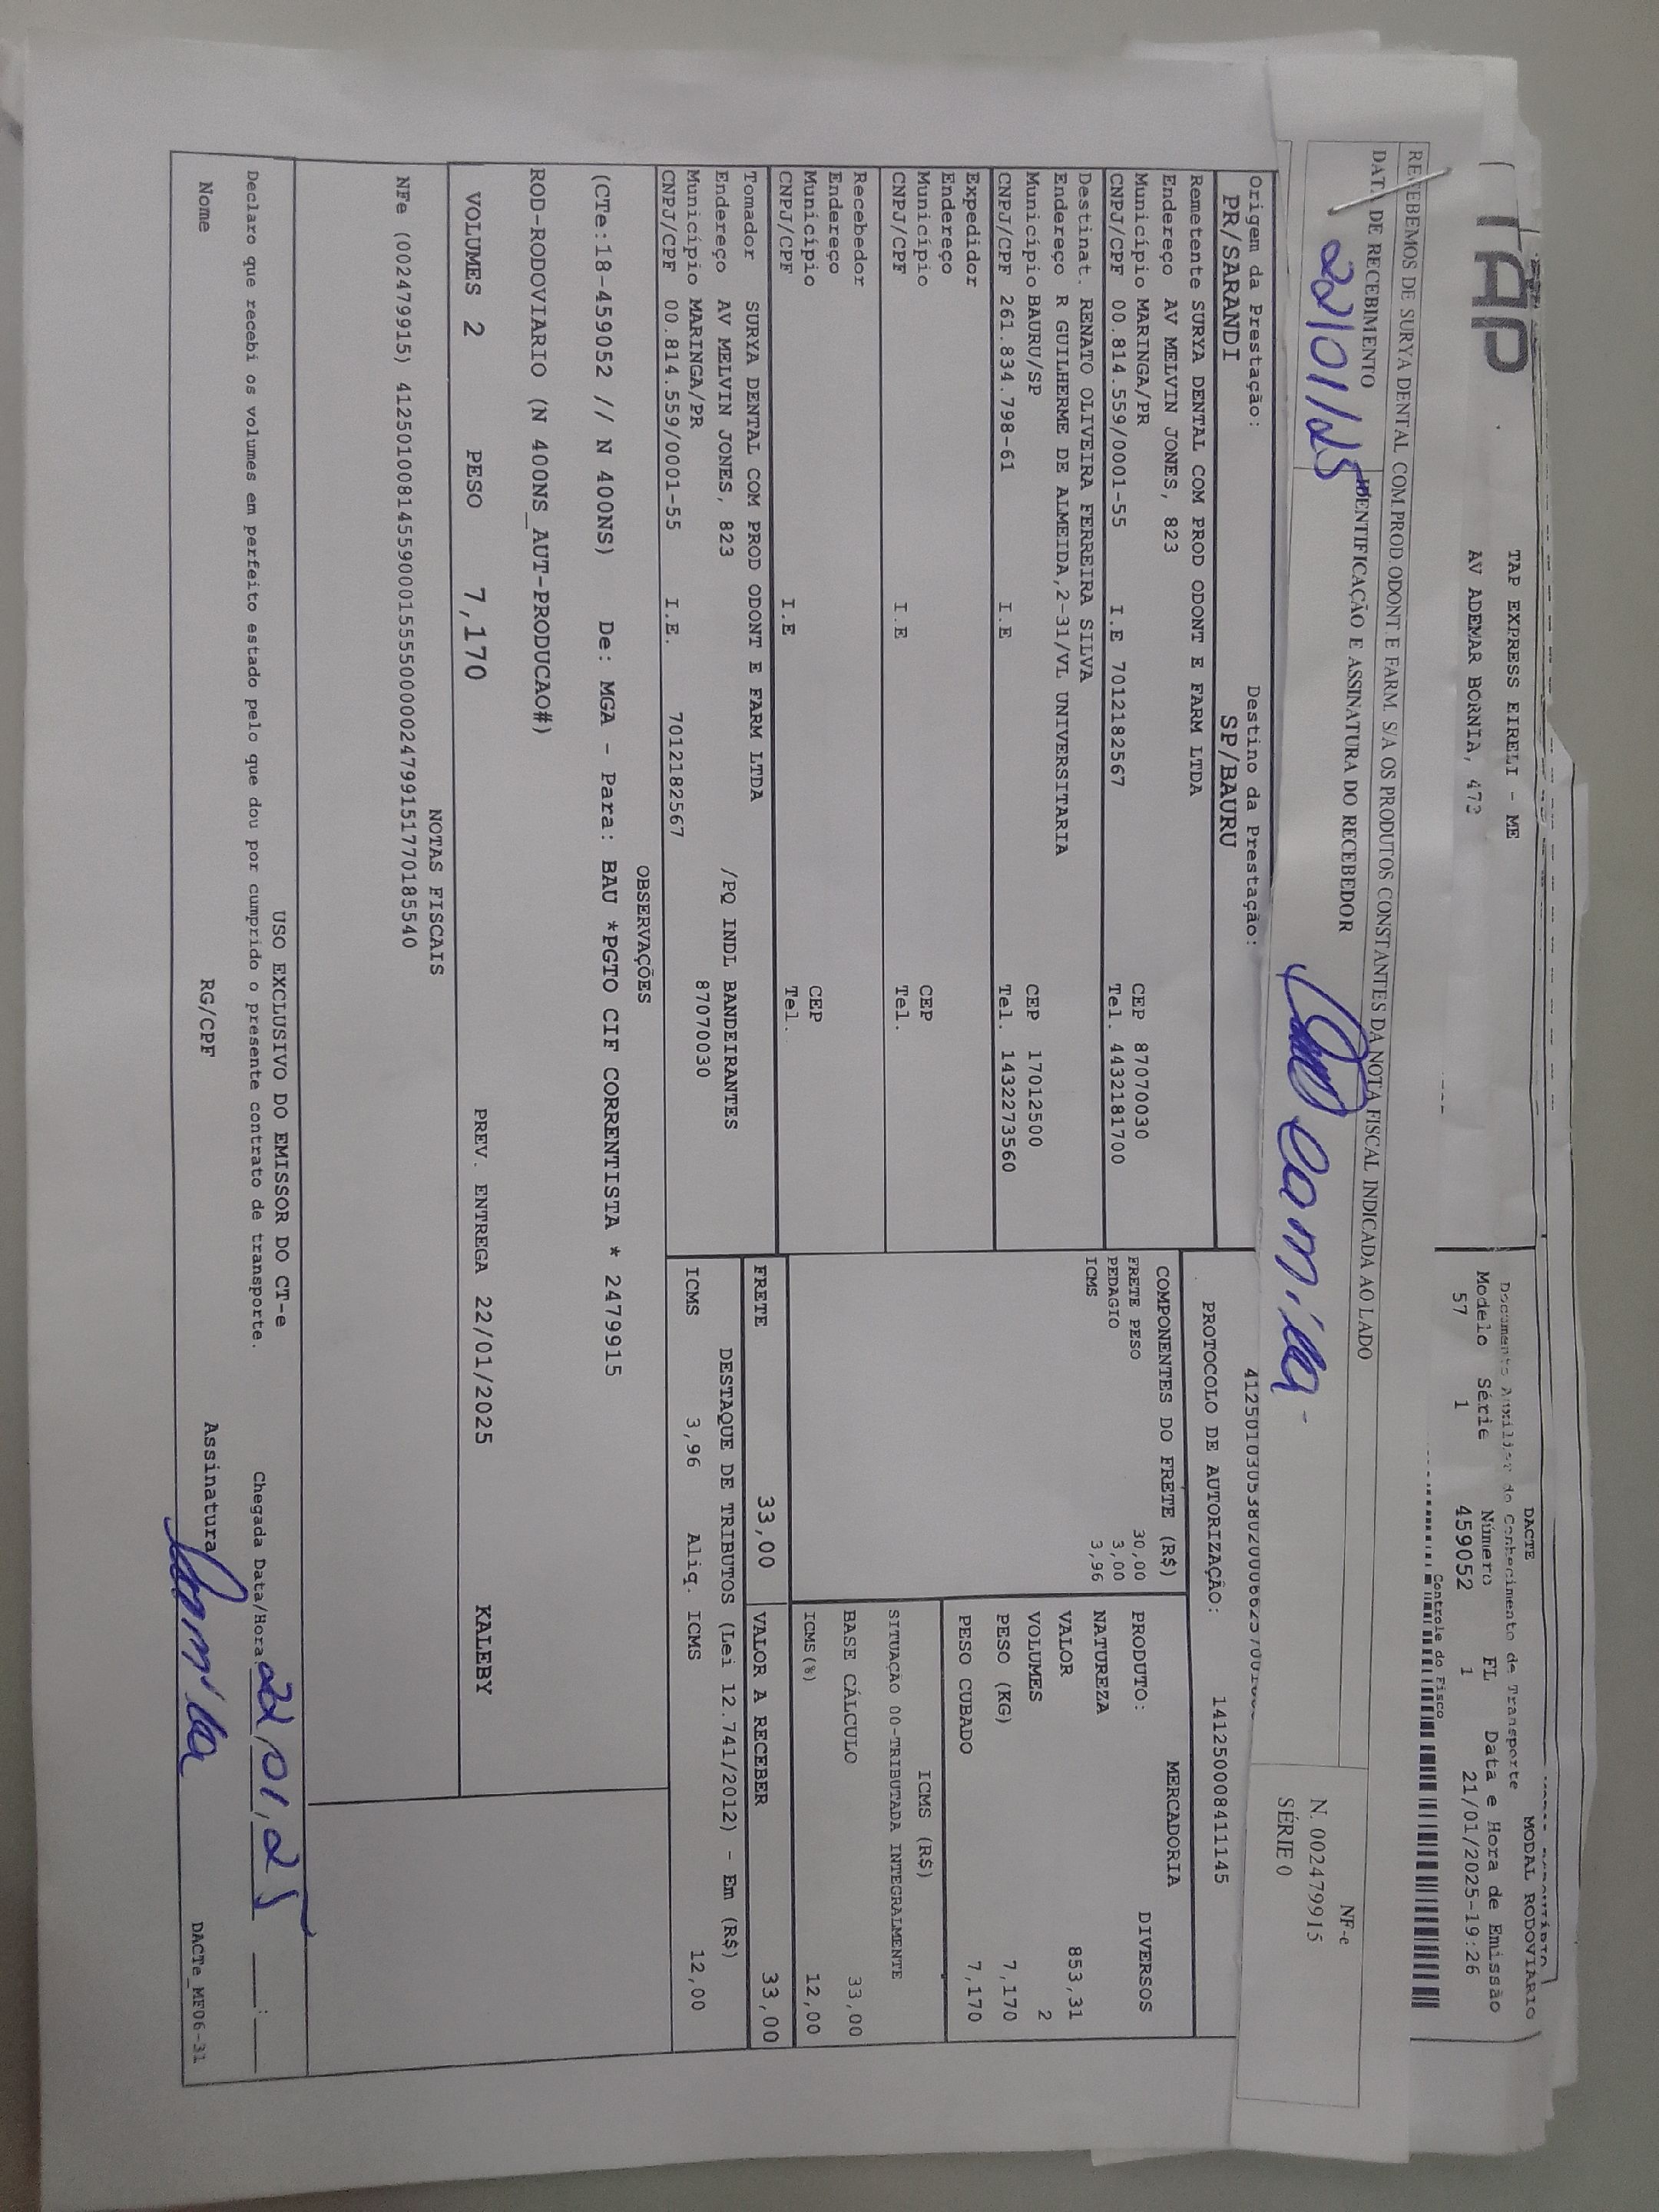 TAP
TAP EXPRESS EIRELI - ME
AV ADEMAR BORNIA, 473
DACTE
MODAL RODOVIARIO
Documento Auxiliar do Conhecimento de Transporte
Modelo Série Número FL Data e Hora de Emissão
57 1 459052 1 21/01/2025-19:26
Controle do Fisco
RECEBEMOS DE SURYA DENTAL COM.PROD.ODONT.E FARM. S/A OS PRODUTOS CONSTANTES DA NOTA FISCAL INDICADA AO LADO
DATA DE RECEBIMENTO
IDENTIFICAÇÃO E ASSINATURA DO RECEBEDOR
22/01/25
Camila
NF-e
N. 002479915
SÉRIE 0
Origem da Prestação: Destino da Prestação:
PR/SARANDI SP/BAURU
PROTOCOLO DE AUTORIZAÇÃO: 141250008411145
Remetente SURYA DENTAL COM PROD ODONT E FARM LTDA
Endereço AV MELVIN JONES, 823
Município MARINGA/PR CEP 87070030
CNPJ/CPF 00.814.559/0001-55 I.E 7012182567 Tel. 4432181700
Destinat. RENATO OLIVEIRA FERREIRA SILVA
Endereço R GUILHERME DE ALMEIDA,2-31/VL UNIVERSITARIA
Município BAURU/SP CEP 17012500
CNPJ/CPF 261.834.798-61 I.E Tel. 1432273560
Expedidor
Endereço
Município CEP
CNPJ/CPF I.E Tel.
Recebedor
Endereço
Município CEP
CNPJ/CPF I.E Tel.
COMPONENTES DO FRETE (R$)
FRETE PESO 30,00
PEDAGIO 3,00
ICMS 3,96
MERCADORIA
PRODUTO: DIVERSOS
NATUREZA
VALOR 853,31
VOLUMES 2
PESO (KG) 7,170
PESO CUBADO 7,170
ICMS (R$)
SITUAÇÃO 00-TRIBUTADA INTEGRALMENTE
BASE CÁLCULO 33,00
ICMS(%) 12,00
Tomador SURYA DENTAL COM PROD ODONT E FARM LTDA
Endereço AV MELVIN JONES, 823 /PQ INDL BANDEIRANTES
Município MARINGA/PR 87070030
CNPJ/CPF 00.814.559/0001-55 I.E. 7012182567
FRETE 33,00 VALOR A RECEBER 33,00
DESTAQUE DE TRIBUTOS (Lei 12.741/2012) - Em (R$)
ICMS 3,96 Aliq. ICMS 12,00
OBSERVAÇÕES
(CTe:18-459052 // N 400NS) De: MGA - Para: BAU *PGTO CIF CORRENTISTA * 2479915
ROD-RODOVIARIO (N 400NS_AUT-PRODUCAO#)
VOLUMES 2 PESO 7,170 PREV. ENTREGA 22/01/2025 KALEBY
NOTAS FISCAIS
NFe (002479915) 41250100814559000155550000024799151770185540
USO EXCLUSIVO DO EMISSOR DO CT-e
Declaro que recebi os volumes em perfeito estado pelo que dou por cumprido o presente contrato de transporte. Chegada Data/Hora 22,01,25 __:__
Nome RG/CPF Assinatura Camila
DACTe_MF06-31